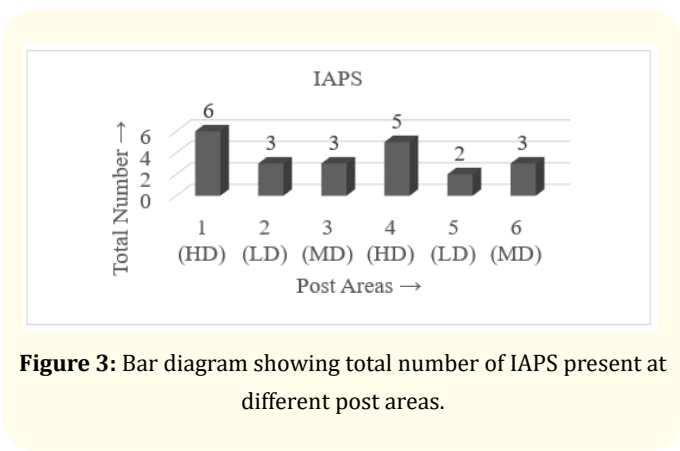 IAPS
Total Number →
6
4
2
0
6
3
3
5
2
3
1 2 3 4 5 6
(HD) (LD) (MD) (HD) (LD) (MD)
Post Areas →
Figure 3: Bar diagram showing total number of IAPS present at
different post areas.